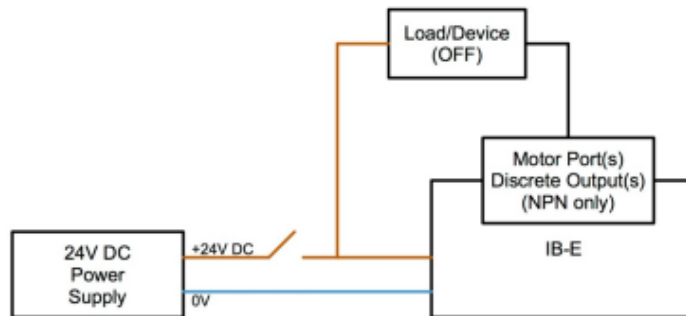 Load/Device
(OFF)
Motor Port(s)
Discrete Output(s)
(NPN only)
IB-E
24V DC
Power
Supply
+24V DC
0V